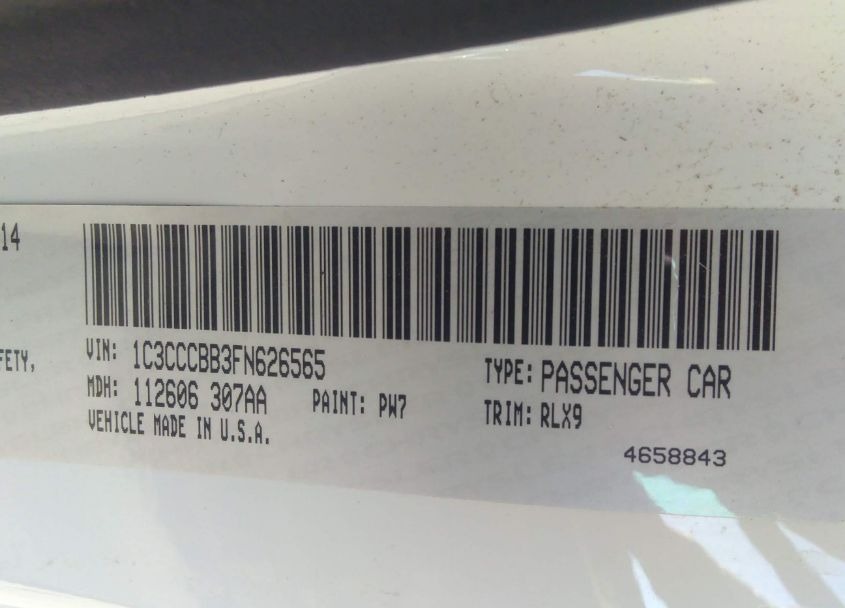 14
FETY,
VIN: 1C3CCCBB3FN626565
TYPE: PASSENGER CAR
MDH: 112606 307AA PAINT: PW7
TRIM: RLX9
VEHICLE MADE IN U.S.A.
4658843